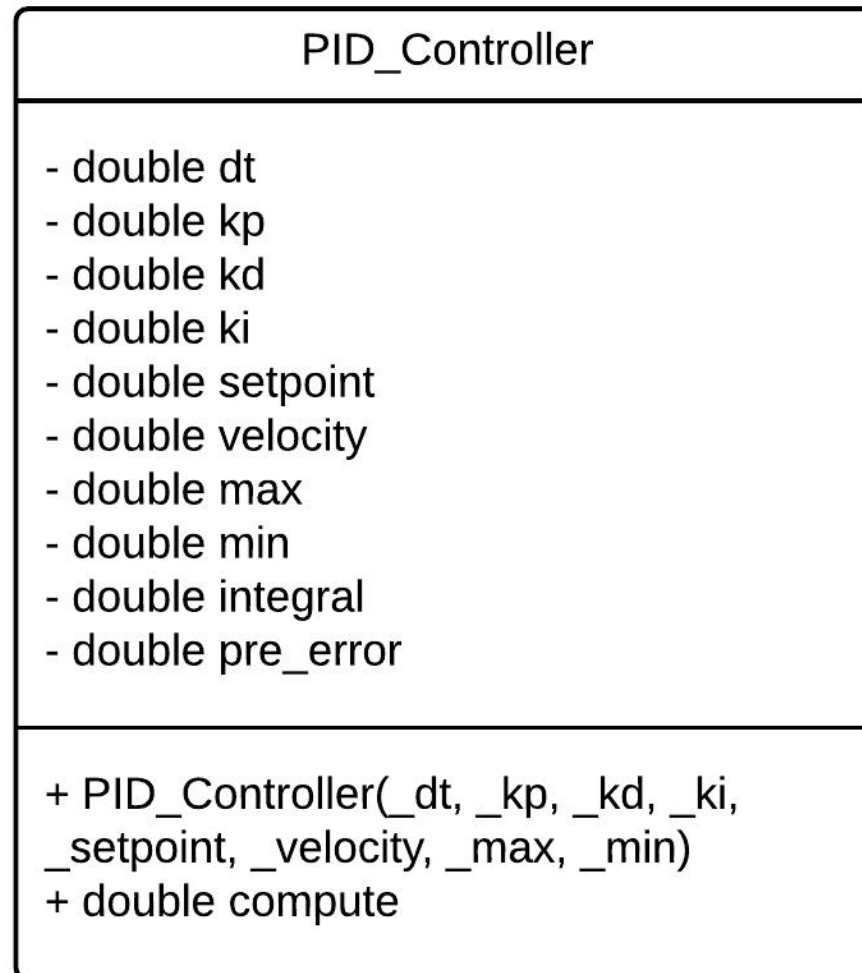 PID_Controller
- double dt
- double kp
- double kd
- double ki
- double setpoint
- double velocity
- double max
- double min
- double integral
- double pre_error
+ PID_Controller(_dt, _kp, _kd, _ki,
_setpoint, _velocity, _max, _min)
+ double compute